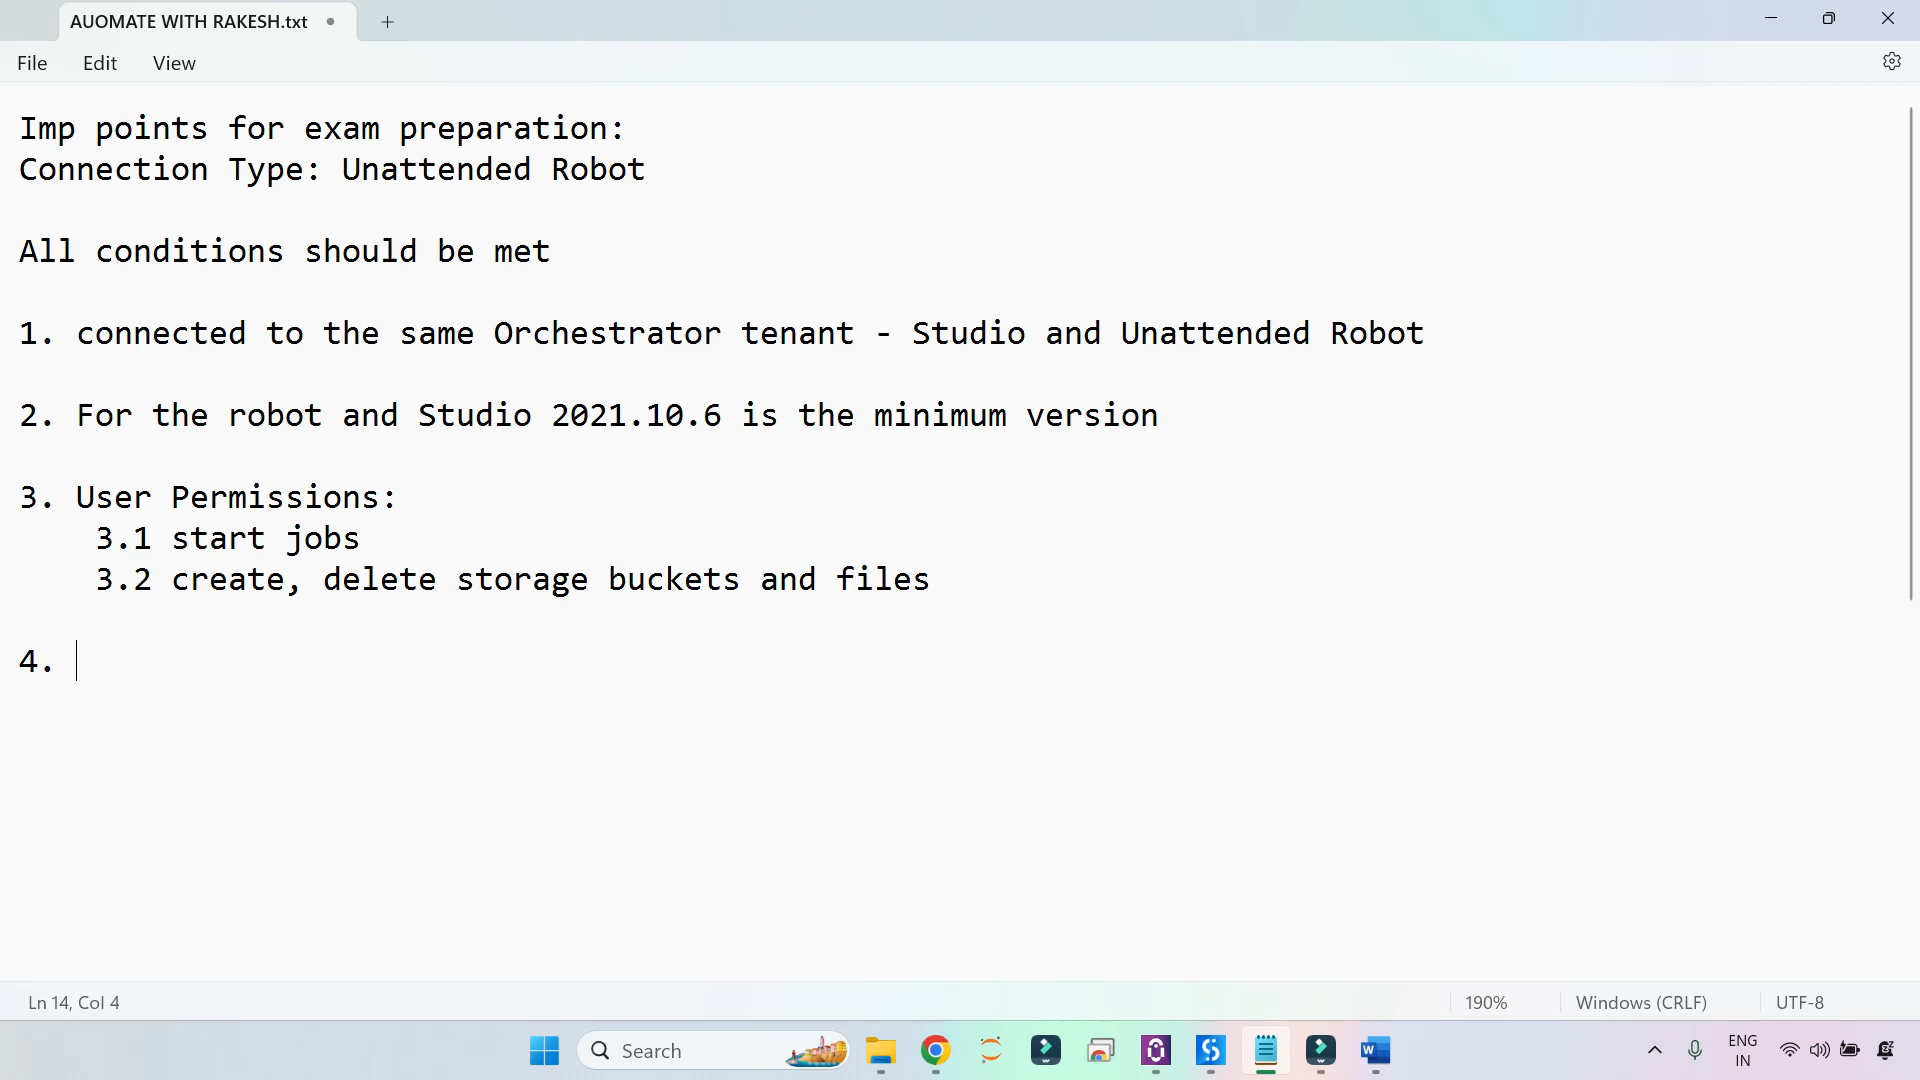 AUOMATE WITH RAKESH.txt
File Edit View
Imp points for exam preparation:
Connection Type: Unattended Robot
All conditions should be met
1. connected to the same Orchestrator tenant - Studio and Unattended Robot
2. For the robot and Studio 2021.10.6 is the minimum version
3. User Permissions:
3.1 start jobs
3.2 create, delete storage buckets and files
4.
Ln 14, Col 4
190%
Windows (CRLF)
UTF-8
Search
ENG
IN